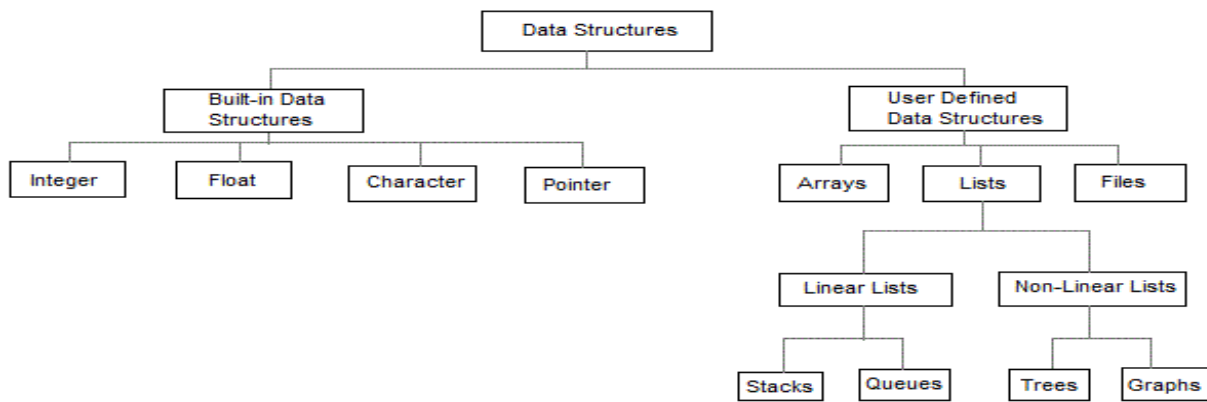 Data Structures
Built-in Data
Structures
User Defined
Data Structures
Integer
Float
Character
Pointer
Arrays
Lists
Files
Linear Lists
Non-Linear Lists
Stacks
Queues
Trees
Graphs